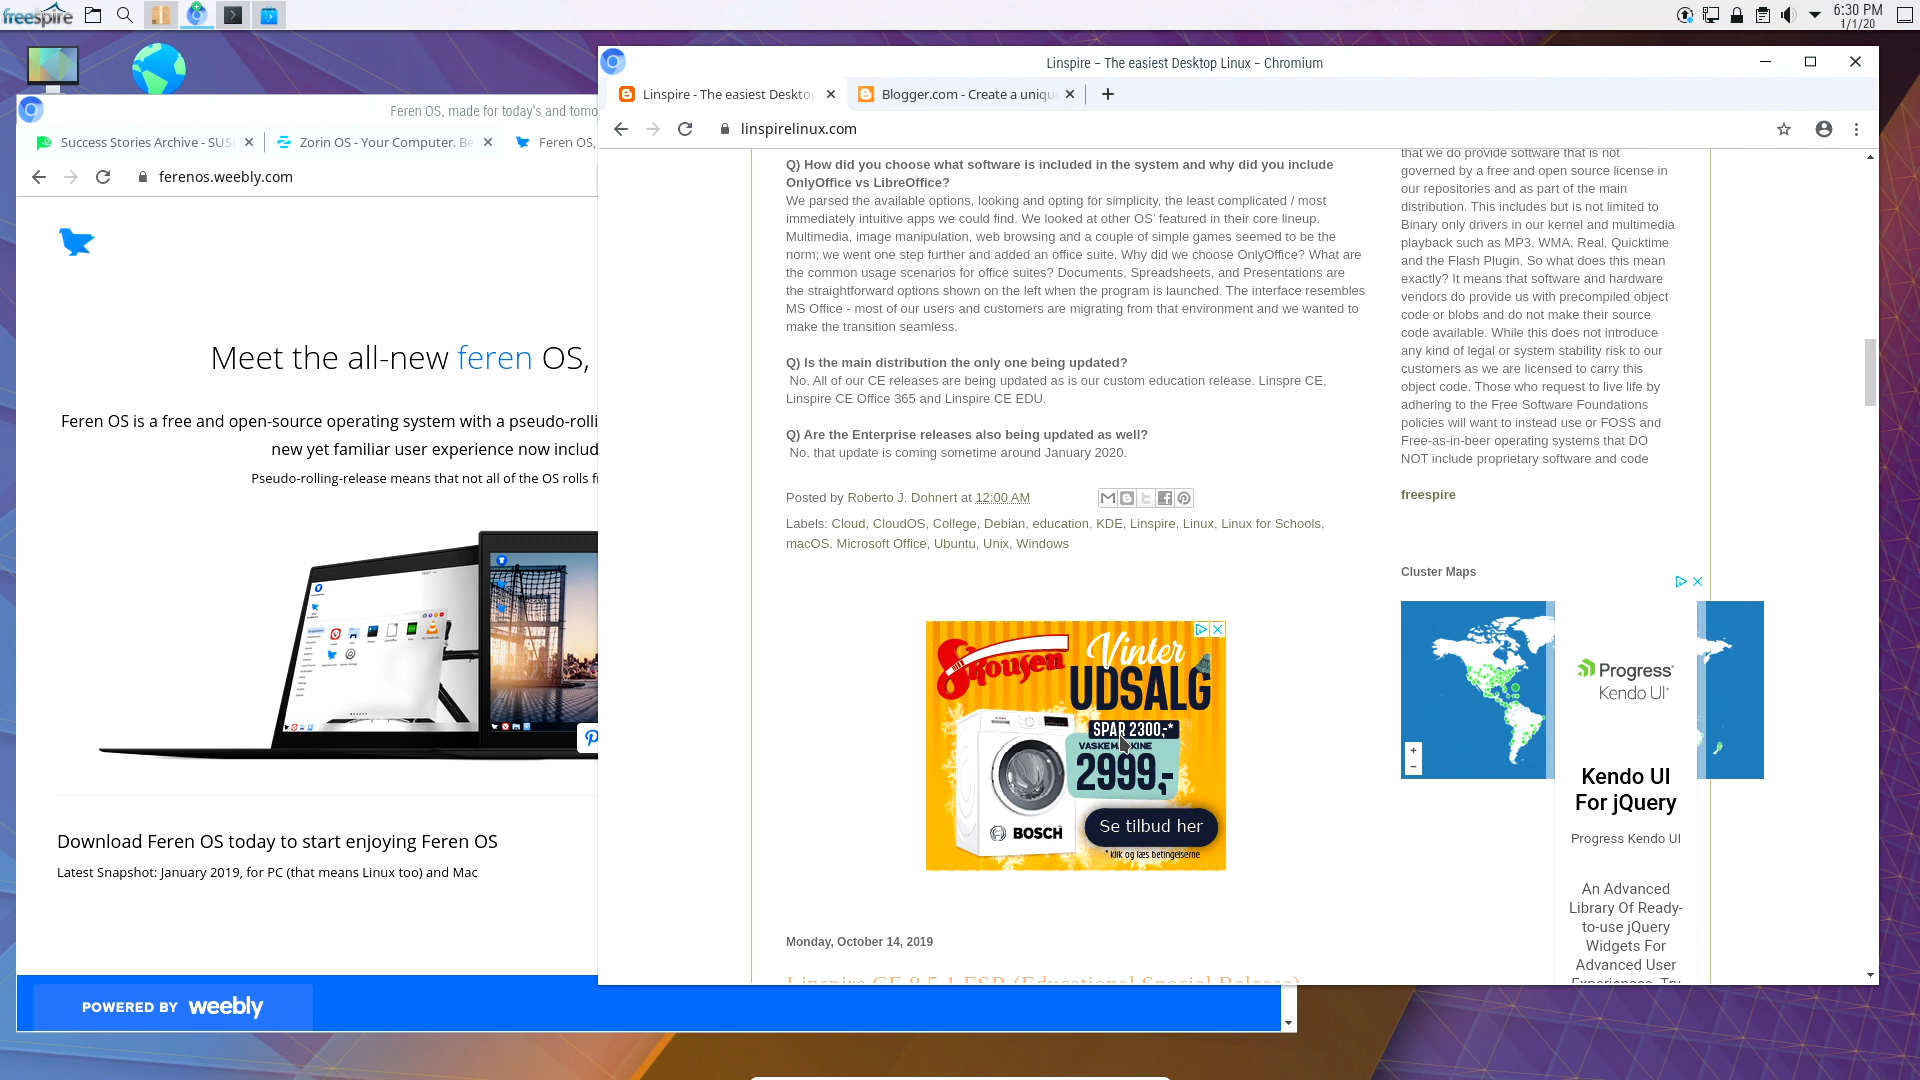 freespire
6:30 PM
1/1/20
Feren OS, made for today's and tomo
Success Stories Archive - SUS
Zorin OS - Your Computer. Be
Feren OS,
ferenos.weebly.com
Meet the all-new feren OS,
Feren OS is a free and open-source operating system with a pseudo-rolli
new yet familiar user experience now includ
Pseudo-rolling-release means that not all of the OS rolls fr
Download Feren OS today to start enjoying Feren OS
Latest Snapshot: January 2019, for PC (that means Linux too) and Mac
POWERED BY weebly
Linspire – The easiest Desktop Linux – Chromium
Linspire - The easiest Desktop
Blogger.com - Create a uniqu
linspirelinux.com
Q) How did you choose what software is included in the system and why did you include
OnlyOffice vs LibreOffice?
We parsed the available options, looking and opting for simplicity, the least complicated / most
immediately intuitive apps we could find. We looked at other OS' featured in their core lineup.
Multimedia, image manipulation, web browsing and a couple of simple games seemed to be the
norm; we went one step further and added an office suite. Why did we choose OnlyOffice? What are
the common usage scenarios for office suites? Documents, Spreadsheets, and Presentations are
the straightforward options shown on the left when the program is launched. The interface resembles
MS Office - most of our users and customers are migrating from that environment and we wanted to
make the transition seamless.
Q) Is the main distribution the only one being updated?
No, All of our CE releases are being updated as is our custom education release. Linspre CE,
Linspire CE Office 365 and Linspire CE EDU.
Q) Are the Enterprise releases also being updated as well?
No, that update is coming sometime around January 2020.
Posted by Roberto J. Dohnert at 12:00 AM
Labels: Cloud, CloudOS, College, Debian, education, KDE, Linspire, Linux, Linux for Schools,
macOS, Microsoft Office, Ubuntu, Unix, Windows
Skousen
Vinter
UDSALG
SPAR 2300,-*
VASKEMASKINE
2999,-
BOSCH
Se tilbud her
* klik og læs betingelserne
Monday, October 14, 2019
Linspire CE 8.5.1 ESR (Educational Special Release)
that we do provide software that is not
governed by a free and open source license in
our repositories and as part of the main
distribution. This includes but is not limited to
Binary only drivers in our kernel and multimedia
playback such as MP3, WMA, Real, Quicktime
and the Flash Plugin. So what does this mean
exactly? It means that software and hardware
vendors do provide us with precompiled object
code or blobs and do not make their source
code available. While this does not introduce
any kind of legal or system stability risk to our
customers as we are licensed to carry this
object code. Those who request to live life by
adhering to the Free Software Foundations
policies will want to instead use or FOSS and
Free-as-in-beer operating systems that DO
NOT include proprietary software and code
freespire
Cluster Maps
+
−
Progress
Kendo UI
Kendo UI
For jQuery
Progress Kendo UI
An Advanced
Library Of Ready-
to-use jQuery
Widgets For
Advanced User
Experiences. Try